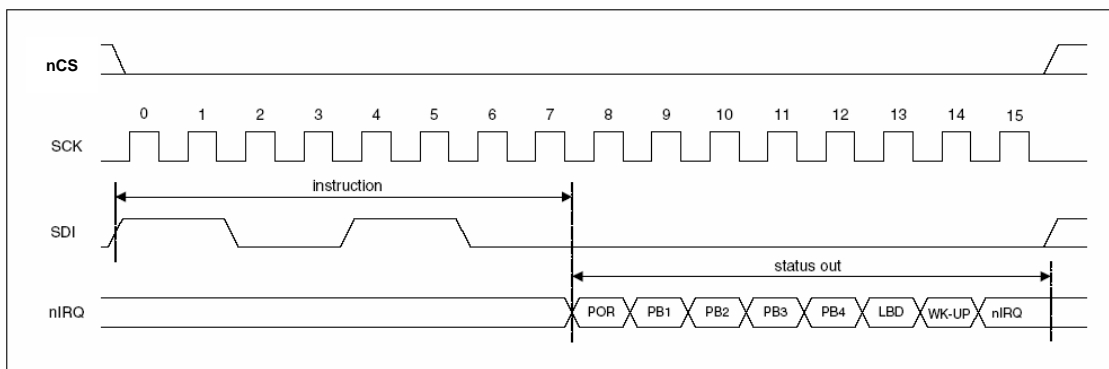 nCS
0 1 2 3 4 5 6 7 8 9 10 11 12 13 14 15
SCK
instruction
SDI
status out
nIRQ POR PB1 PB2 PB3 PB4 LBD WK-UP nIRQ